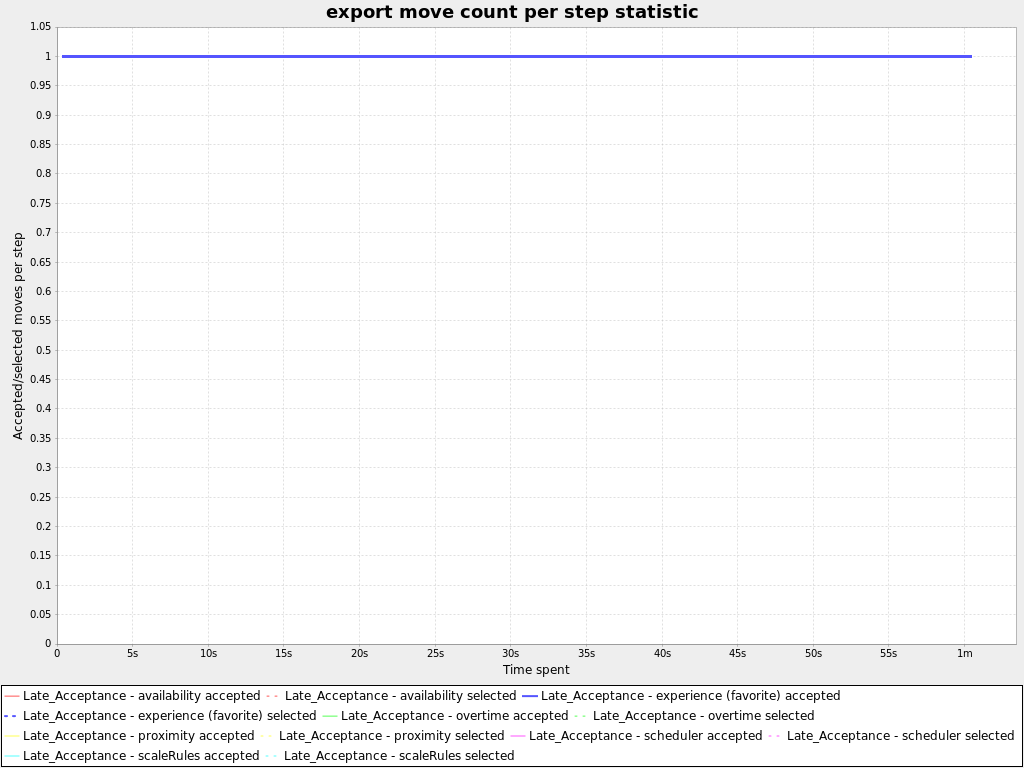 export move count per step statistic
1.05
1
0.95
0.9
0.85
0.8
0.75
0.7
0.65
0.6
0.55
0.5
0.45
0.4
0.35
0.3
0.25
0.2
0.15
0.1
0.05
0
Accepted/selected moves per step
0 5s 10s 15s 20s 25s 30s 35s 40s 45s 50s 55s 1m
Time spent
Late_Acceptance - availability accepted Late_Acceptance - availability selected Late_Acceptance - experience (favorite) accepted
Late_Acceptance - experience (favorite) selected Late_Acceptance - overtime accepted Late_Acceptance - overtime selected
Late_Acceptance - proximity accepted Late_Acceptance - proximity selected Late_Acceptance - scheduler accepted Late_Acceptance - scheduler selected
Late_Acceptance - scaleRules accepted Late_Acceptance - scaleRules selected